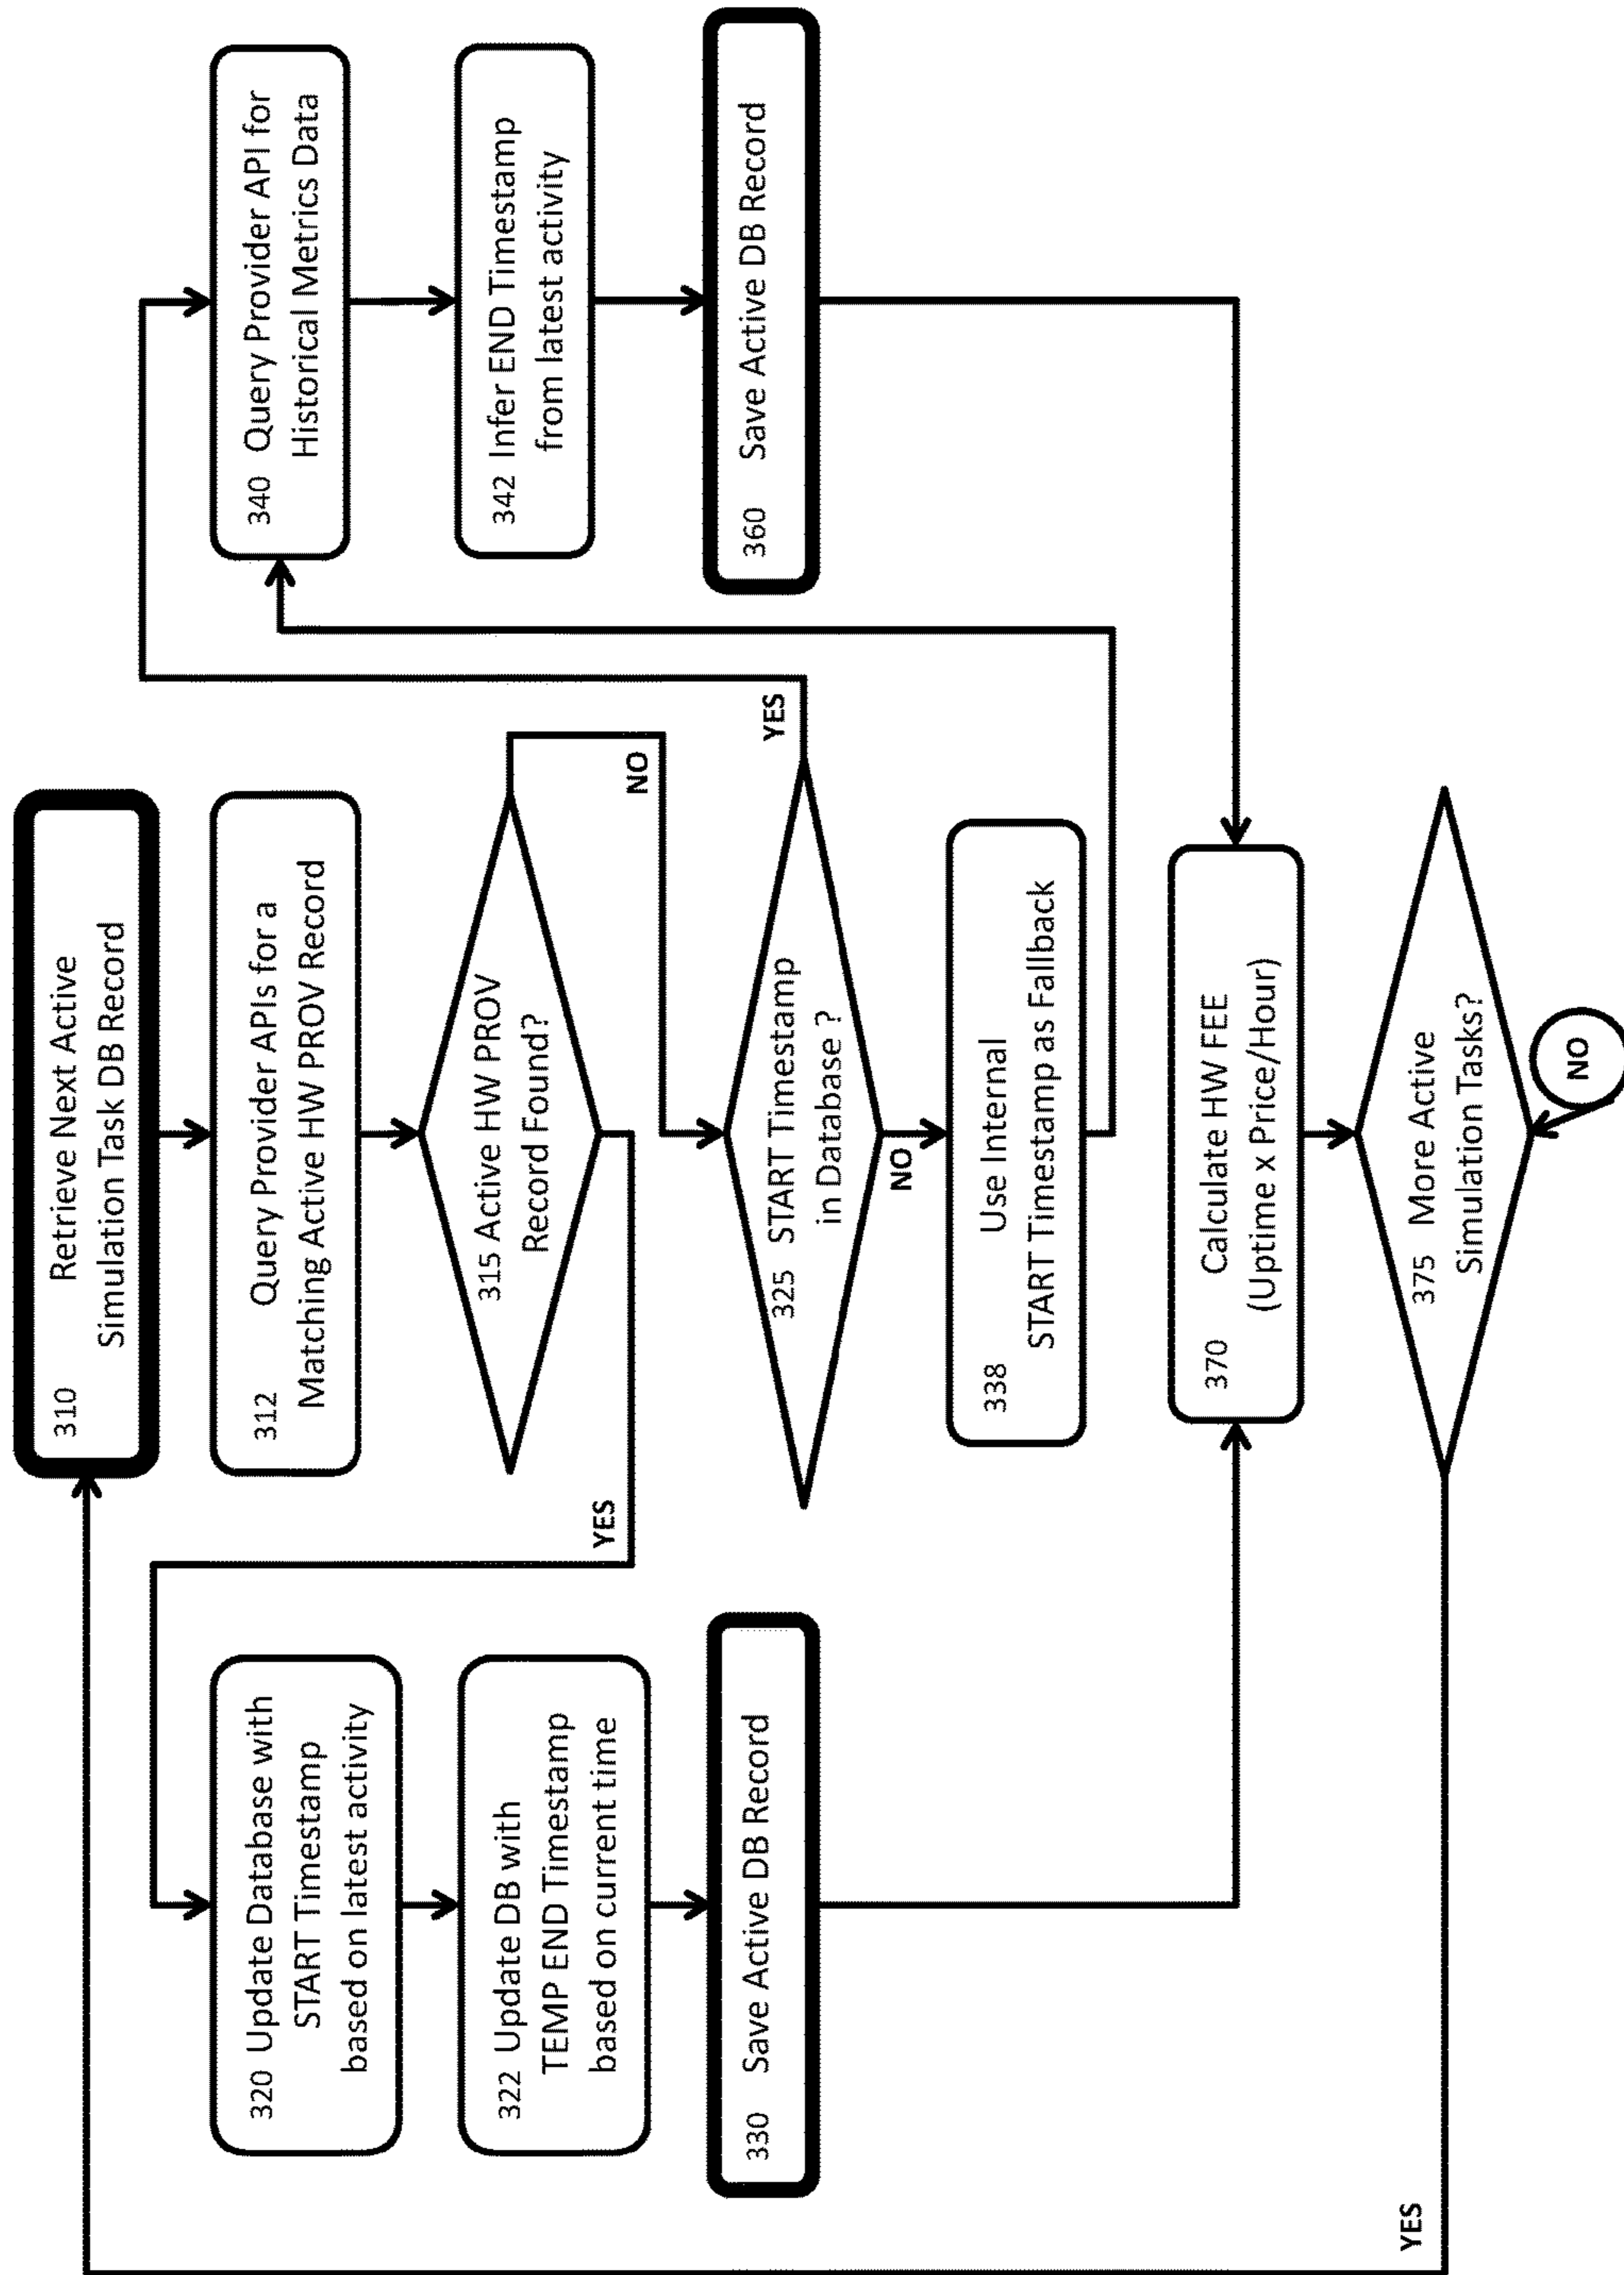 310 Retrieve Next Active
Simulation Task DB Record
312 Query Provider APIs for a
Matching Active HW PROV Record
315 Active HW PROV
Record Found?
YES
NO
320 Update Database with
START Timestamp
based on latest activity
322 Update DB with
TEMP END Timestamp
based on current time
330 Save Active DB Record
325 START Timestamp
in Database ?
YES
NO
338 Use Internal
START Timestamp as Fallback
340 Query Provider API for
Historical Metrics Data
342 Infer END Timestamp
from latest activity
360 Save Active DB Record
370 Calculate HW FEE
(Uptime x Price/Hour)
375 More Active
Simulation Tasks?
YES
NO